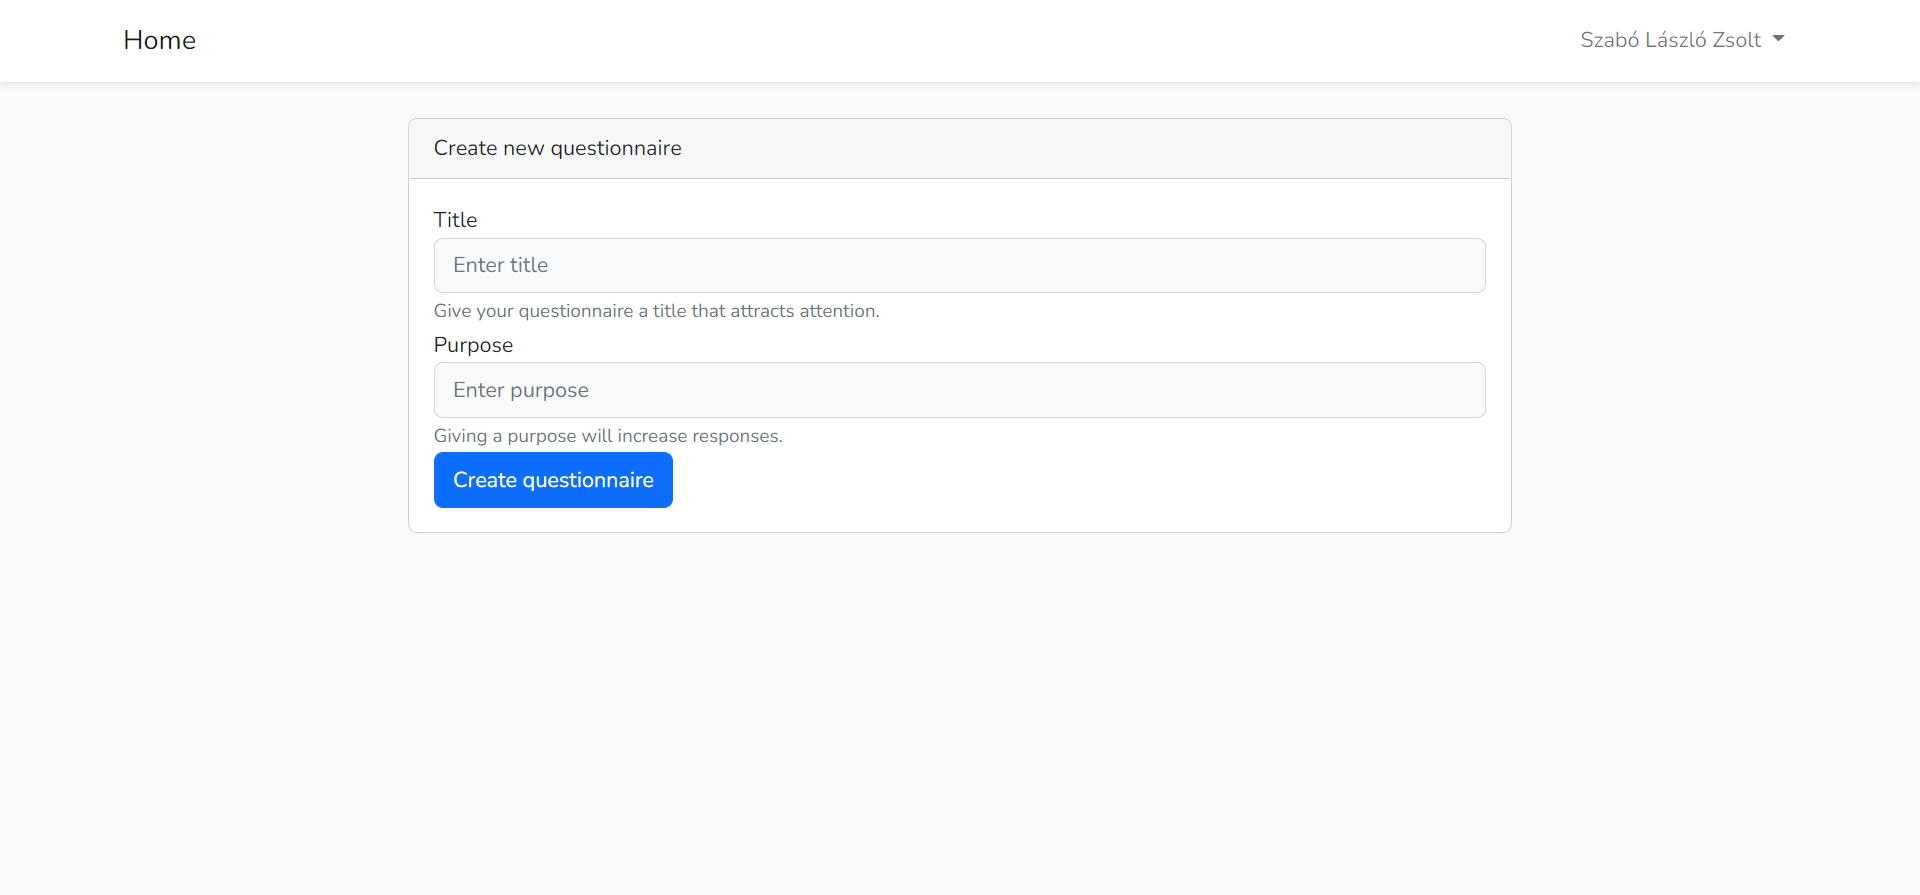 Home
Szabó László Zsolt
Create new questionnaire
Title
Enter title
Give your questionnaire a title that attracts attention.
Purpose
Enter purpose
Giving a purpose will increase responses.
Create questionnaire